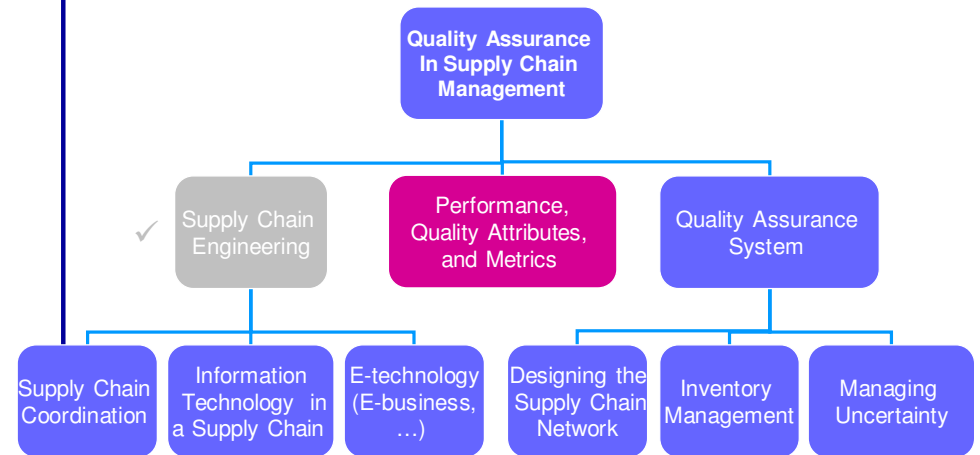 Quality Assurance
In Supply Chain
Management
Supply Chain
Engineering
Performance,
Quality Attributes,
and Metrics
Quality Assurance
System
Supply Chain
Coordination
Information
Technology in
a Supply Chain
E-technology
(E-business,
…)
Designing the
Supply Chain
Network
Inventory
Management
Managing
Uncertainty